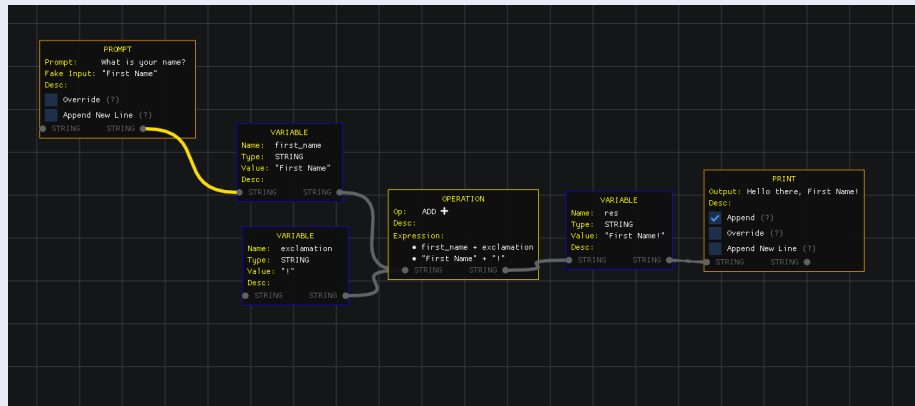 PROMPT
Prompt: What is your name?
Fake Input: "First Name"
Desc:
Override (?)
Append New Line (?)
STRING STRING
VARIABLE
Name: first_name
Type: STRING
Value: "First Name"
Desc:
STRING STRING
VARIABLE
Name: exclamation
Type: STRING
Value: "!"
Desc:
STRING STRING
OPERATION
Op: ADD +
Desc:
Expression:
• first_name + exclamation
• "First Name" + "!"
STRING STRING
VARIABLE
Name: res
Type: STRING
Value: "First Name!"
Desc:
STRING STRING
PRINT
Output: Hello there, First Name!
Desc:
Append (?)
Override (?)
Append New Line (?)
STRING STRING